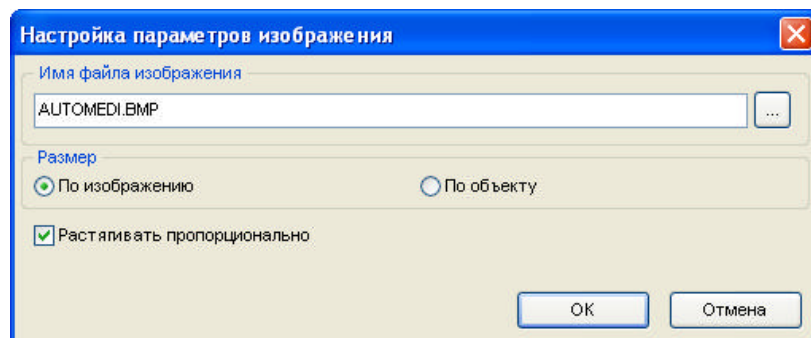 Настройка параметров изображения
Имя файла изображения
AUTOMEDI.BMP
...
Размер
По изображению
По объекту
Растягивать пропорционально
OK
Отмена